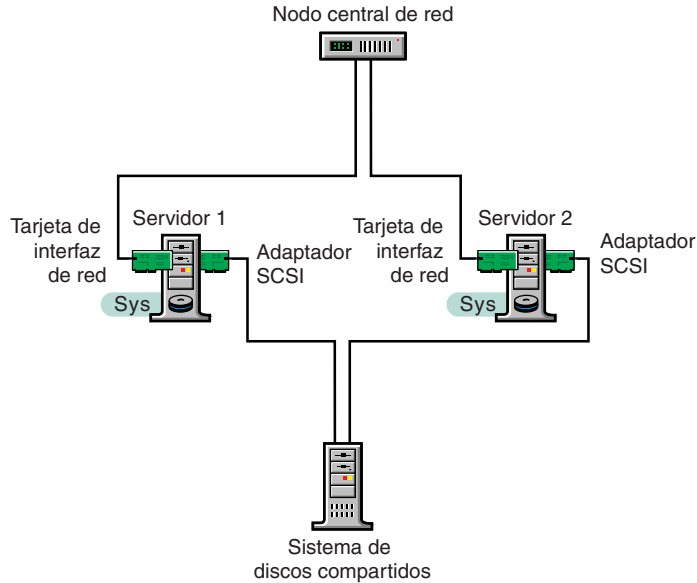 Nodo central de red
Tarjeta de
interfaz
de red
Servidor 1
Adaptador
SCSI
Sys
Tarjeta de
interfaz
de red
Servidor 2
Adaptador
SCSI
Sys
Sistema de
discos compartidos